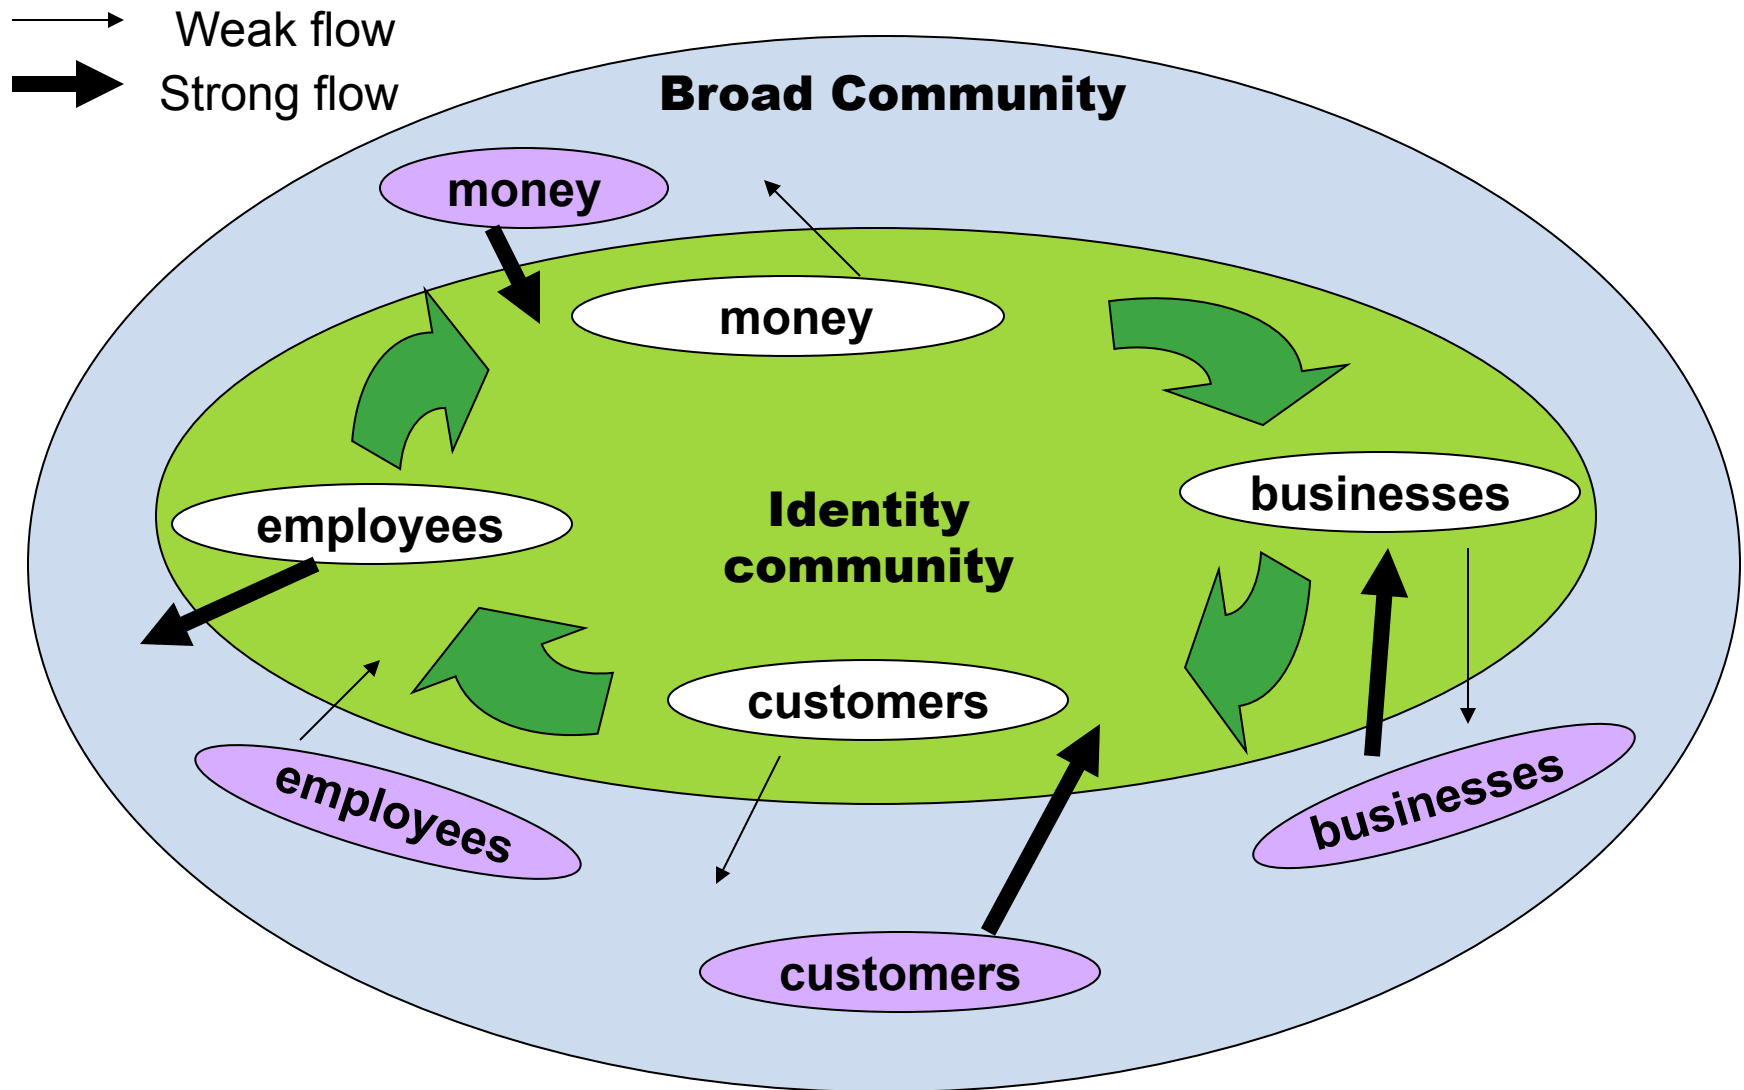 Weak flow
Strong flow
Broad Community
money
money
businesses
employees
Identity
community
customers
employees
businesses
customers